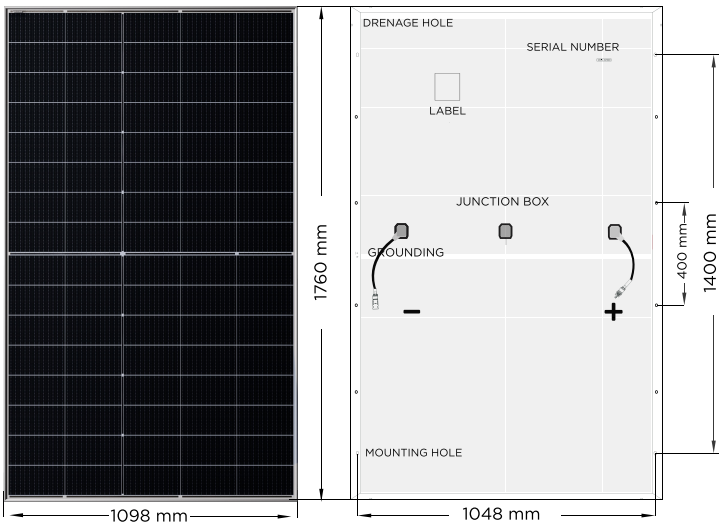 DRENAGE HOLE
SERIAL NUMBER
LABEL
JUNCTION BOX
GROUNDING
MOUNTING HOLE
1760 mm
400 mm
1400 mm
1098 mm
1048 mm